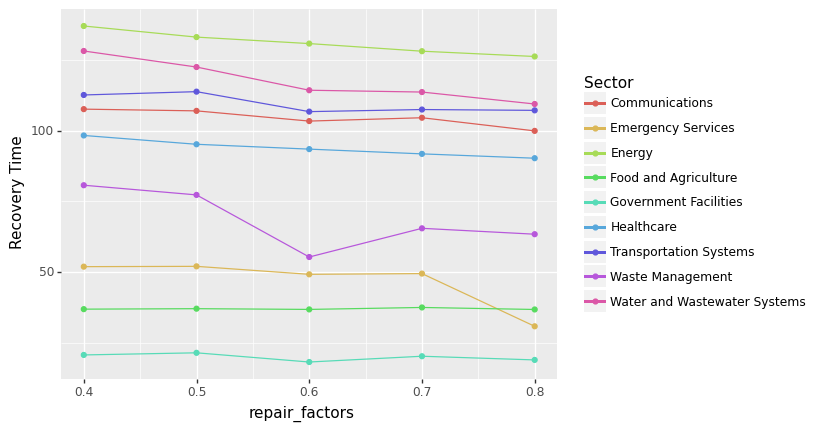 Recovery Time
100
50
0.4 0.5 0.6 0.7 0.8
repair_factors
Sector
Communications
Emergency Services
Energy
Food and Agriculture
Government Facilities
Healthcare
Transportation Systems
Waste Management
Water and Wastewater Systems